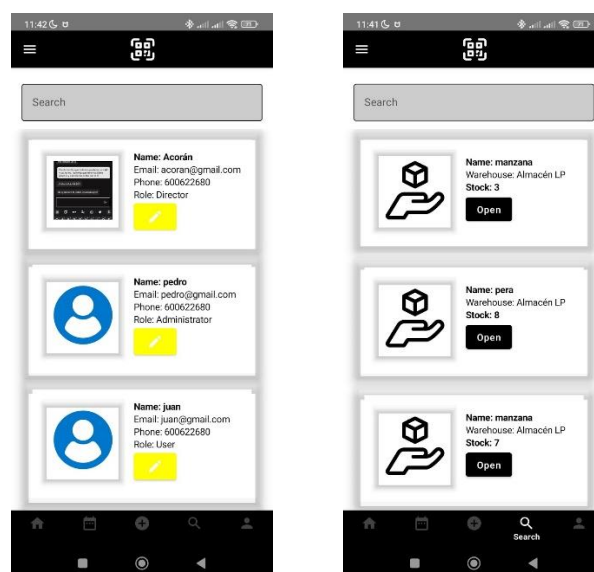 11:42
Search
Name: Acorán
Email: acoran@gmail.com
Phone: 600622680
Role: Director
Name: pedro
Email: pedro@gmail.com
Phone: 600622680
Role: Administrator
Name: juan
Email: juan@gmail.com
Phone: 600622680
Role: User
11:41
Search
Name: manzana
Warehouse: Almacén LP
Stock: 3
Open
Name: pera
Warehouse: Almacén LP
Stock: 8
Open
Name: manzana
Warehouse: Almacén LP
Stock: 7
Open
Search